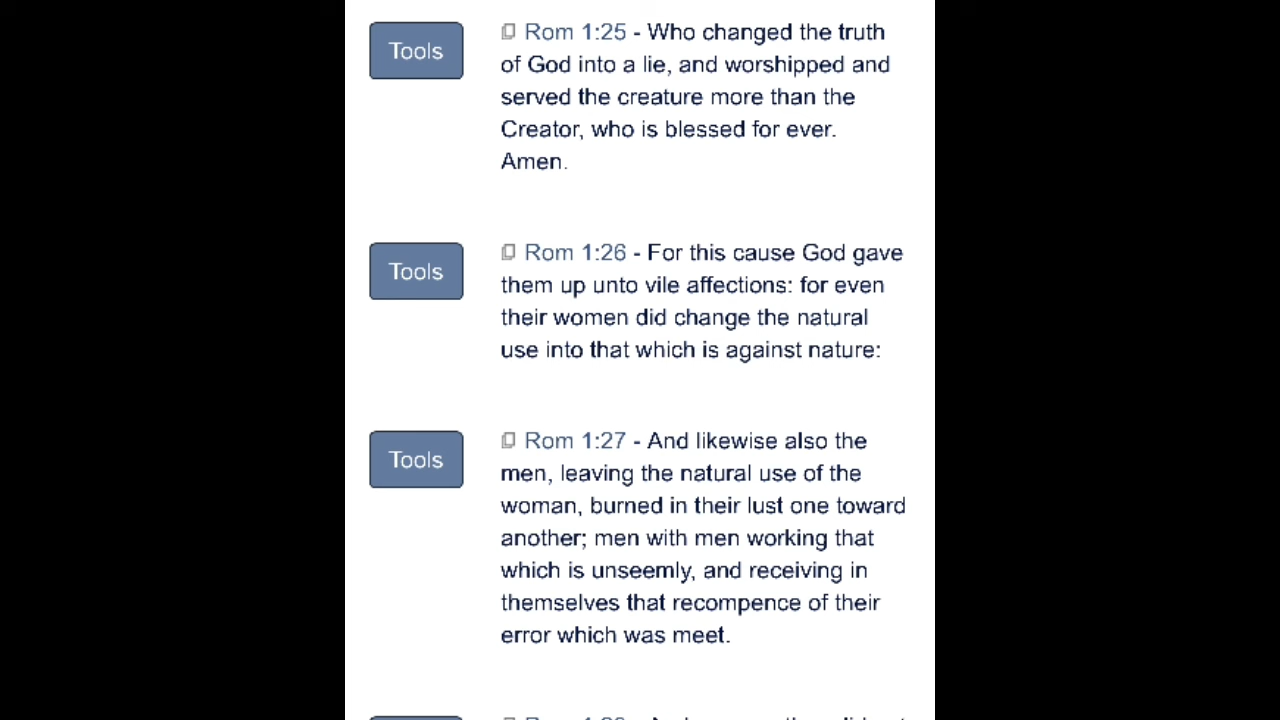 Tools
Rom 1:25 - Who changed the truth
of God into a lie, and worshipped and
served the creature more than the
Creator, who is blessed for ever.
Amen.
Tools
Rom 1:26 - For this cause God gave
them up unto vile affections: for even
their women did change the natural
use into that which is against nature:
Tools
Rom 1:27 - And likewise also the
men, leaving the natural use of the
woman, burned in their lust one toward
another; men with men working that
which is unseemly, and receiving in
themselves that recompence of their
error which was meet.